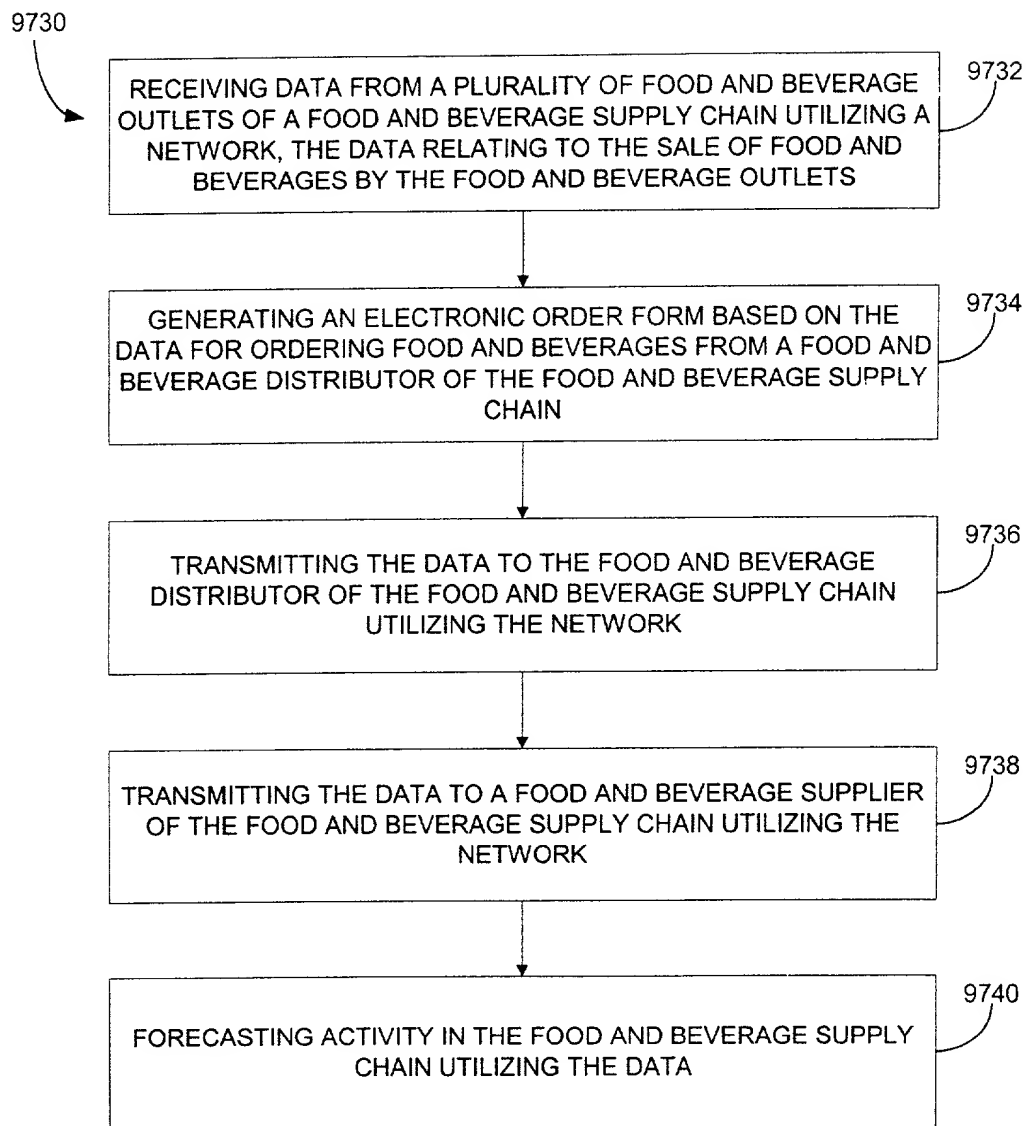 9730
RECEIVING DATA FROM A PLURALITY OF FOOD AND BEVERAGE
OUTLETS OF A FOOD AND BEVERAGE SUPPLY CHAIN UTILIZING A
NETWORK, THE DATA RELATING TO THE SALE OF FOOD AND
BEVERAGES BY THE FOOD AND BEVERAGE OUTLETS
9732
GENERATING AN ELECTRONIC ORDER FORM BASED ON THE
DATA FOR ORDERING FOOD AND BEVERAGES FROM A FOOD AND
BEVERAGE DISTRIBUTOR OF THE FOOD AND BEVERAGE SUPPLY
CHAIN
9734
TRANSMITTING THE DATA TO THE FOOD AND BEVERAGE
DISTRIBUTOR OF THE FOOD AND BEVERAGE SUPPLY CHAIN
UTILIZING THE NETWORK
9736
TRANSMITTING THE DATA TO A FOOD AND BEVERAGE SUPPLIER
OF THE FOOD AND BEVERAGE SUPPLY CHAIN UTILIZING THE
NETWORK
9738
FORECASTING ACTIVITY IN THE FOOD AND BEVERAGE SUPPLY
CHAIN UTILIZING THE DATA
9740